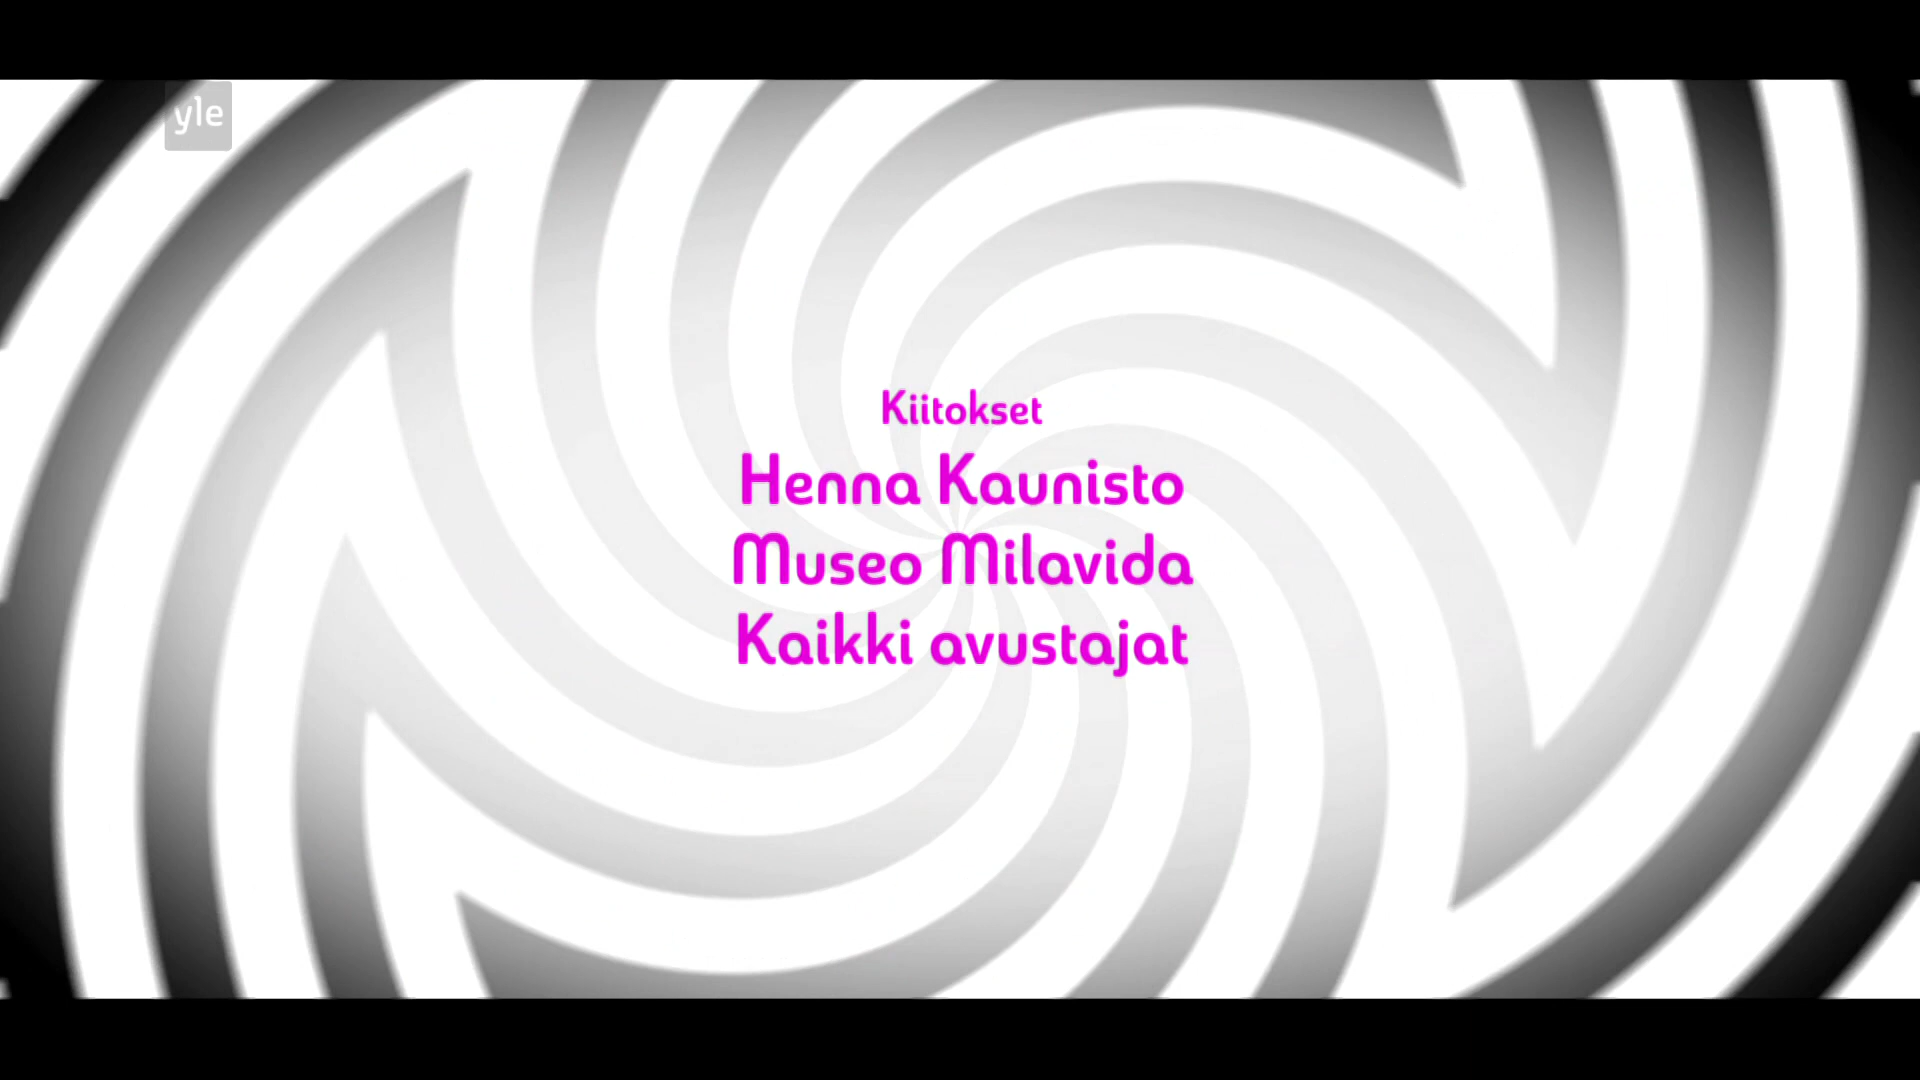 yle
Kiitokset
Henna Kaunisto
Museo Milavida
Kaikki avustajat